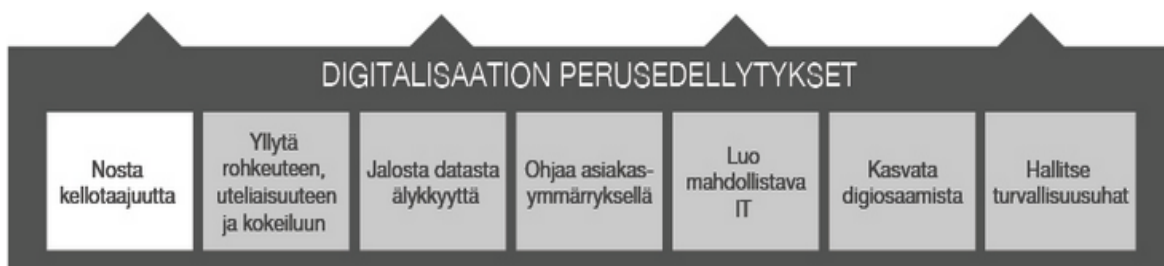 DIGITALISAATION PERUSEDELLYTYKSET
Nosta
kellotaajuutta
Yllytä
rohkeuteen,
uteliaisuuteen
ja kokeiluun
Jalosta datasta
älykkyyttä
Ohjaa asiakas-
ymmärryksellä
Luo
mahdollistava
IT
Kasvata
digiosaamista
Hallitse
turvallisuusuhat